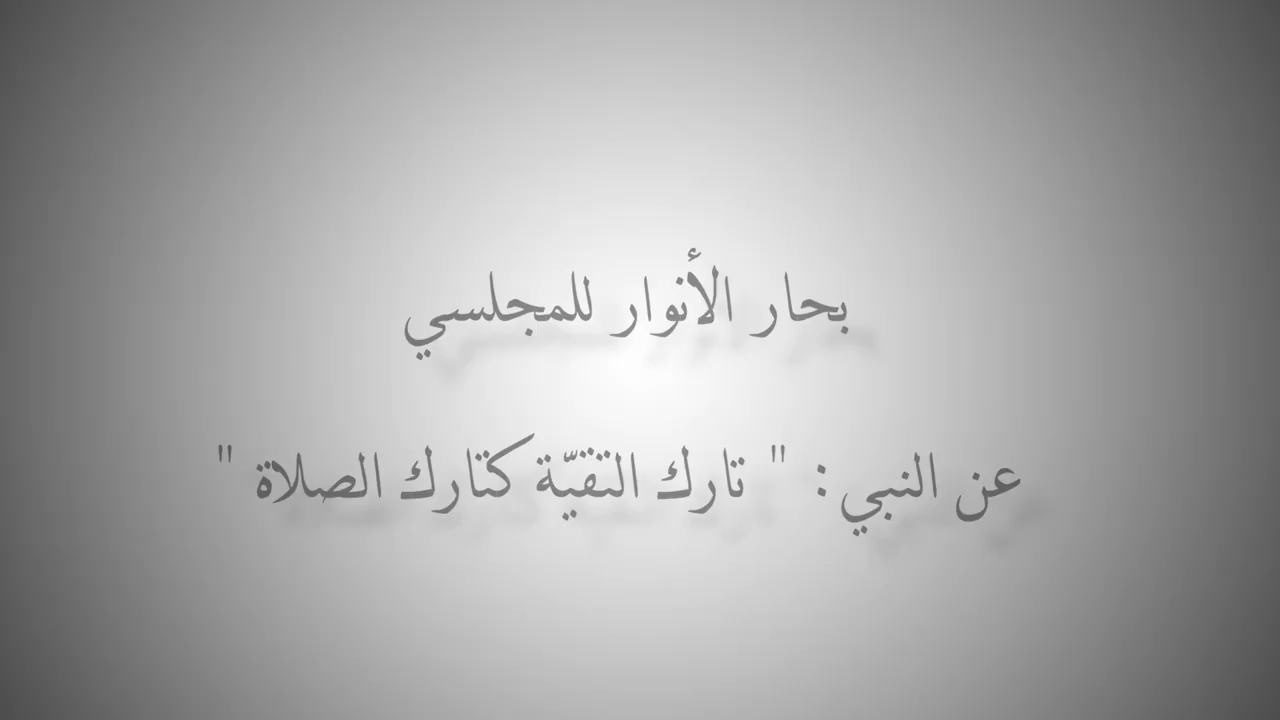 بحار الأنوار للمجلسي
عن النبي : " تارك التقيّة كتارك الصلاة "